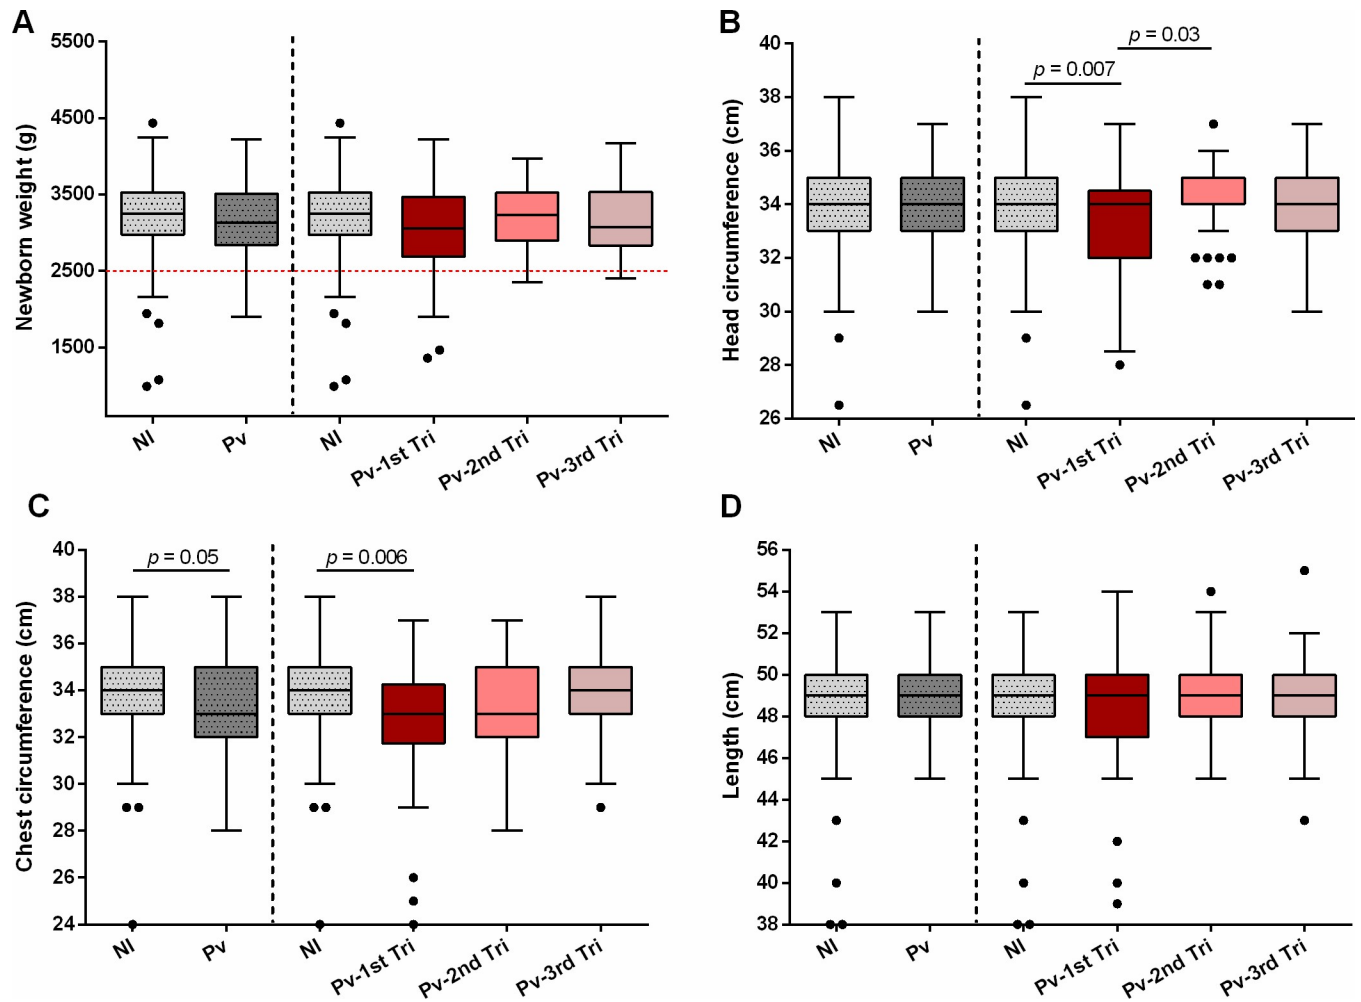 A
Newborn weight (g)
5500
4500
3500
2500
1500
NI
Pv
NI
Pv-1st Tri
Pv-2nd Tri
Pv-3rd Tri
B
Head circumference (cm)
p = 0.03
p = 0.007
40
38
36
34
32
30
28
26
NI
Pv
NI
Pv-1st Tri
Pv-2nd Tri
Pv-3rd Tri
C
Chest circumference (cm)
p = 0.05
p = 0.006
40
38
36
34
32
30
28
26
24
NI
Pv
NI
Pv-1st Tri
Pv-2nd Tri
Pv-3rd Tri
D
Length (cm)
56
54
52
50
48
46
44
42
40
38
NI
Pv
NI
Pv-1st Tri
Pv-2nd Tri
Pv-3rd Tri